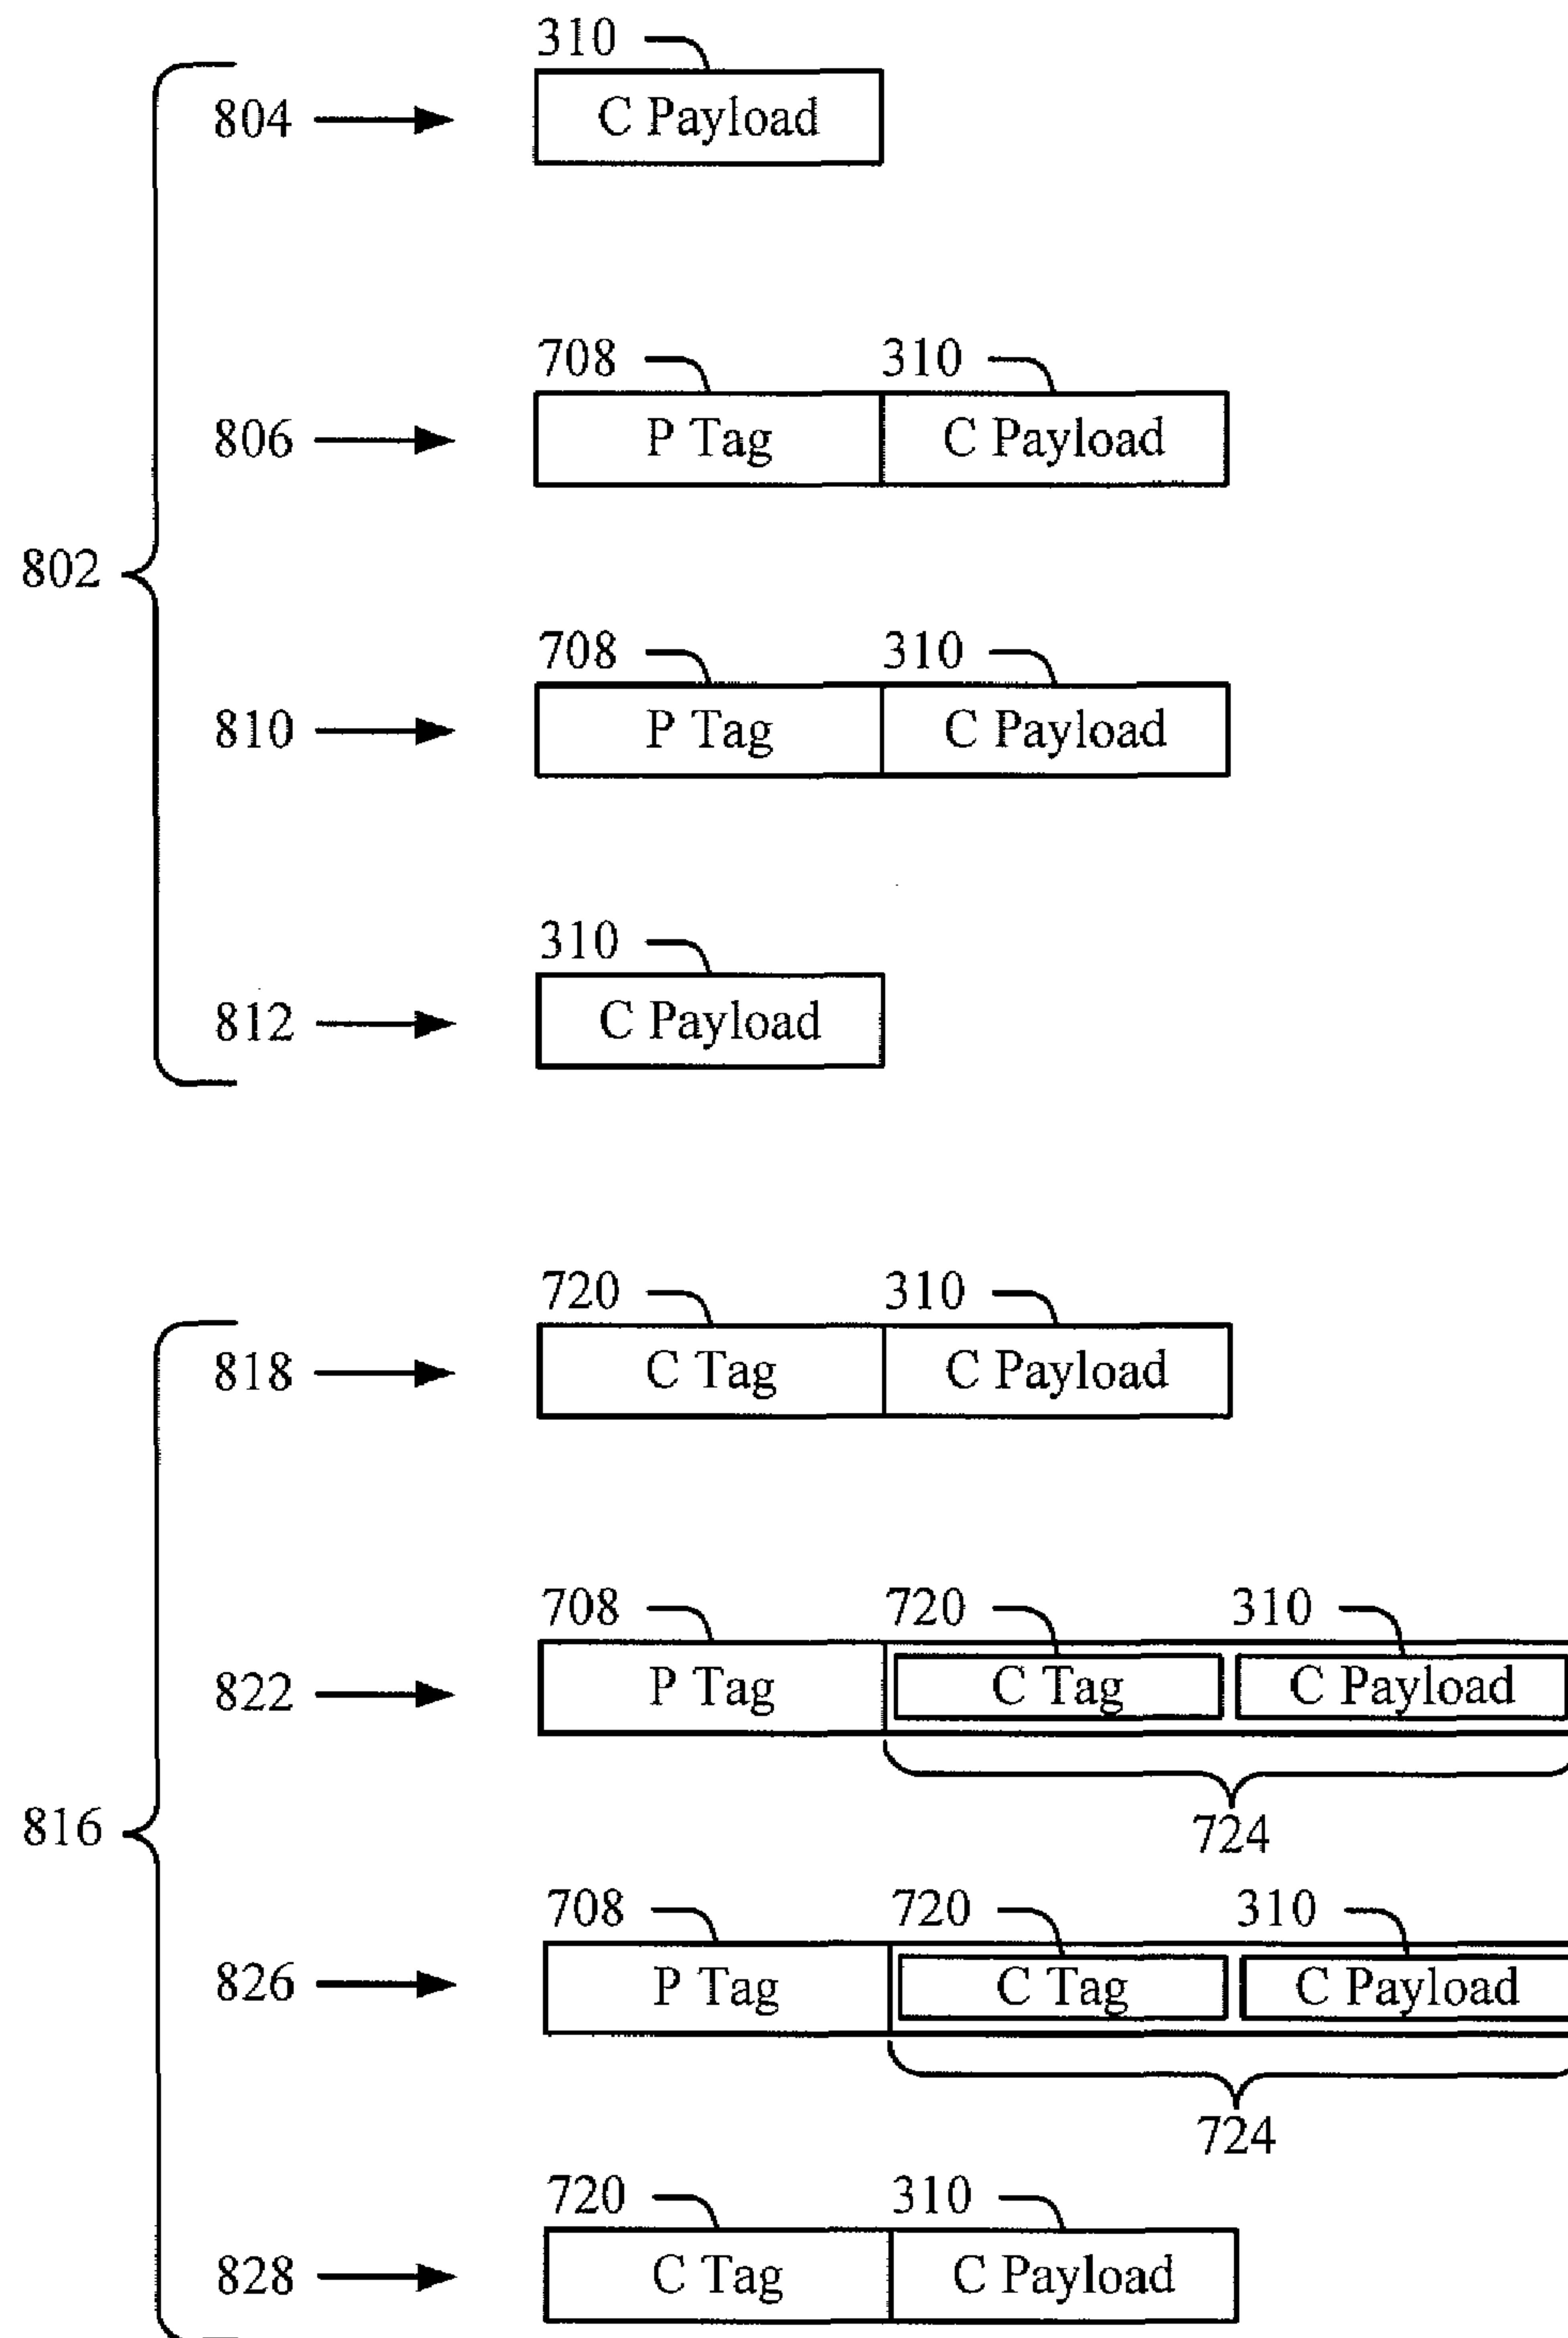 310
804 C Payload
708 310
806 P Tag C Payload
802
708 310
810 P Tag C Payload
310
812 C Payload
720 310
818 C Tag C Payload
708 720 310
822 P Tag C Tag C Payload
724
816
708 720 310
826 P Tag C Tag C Payload
724
720 310
828 C Tag C Payload